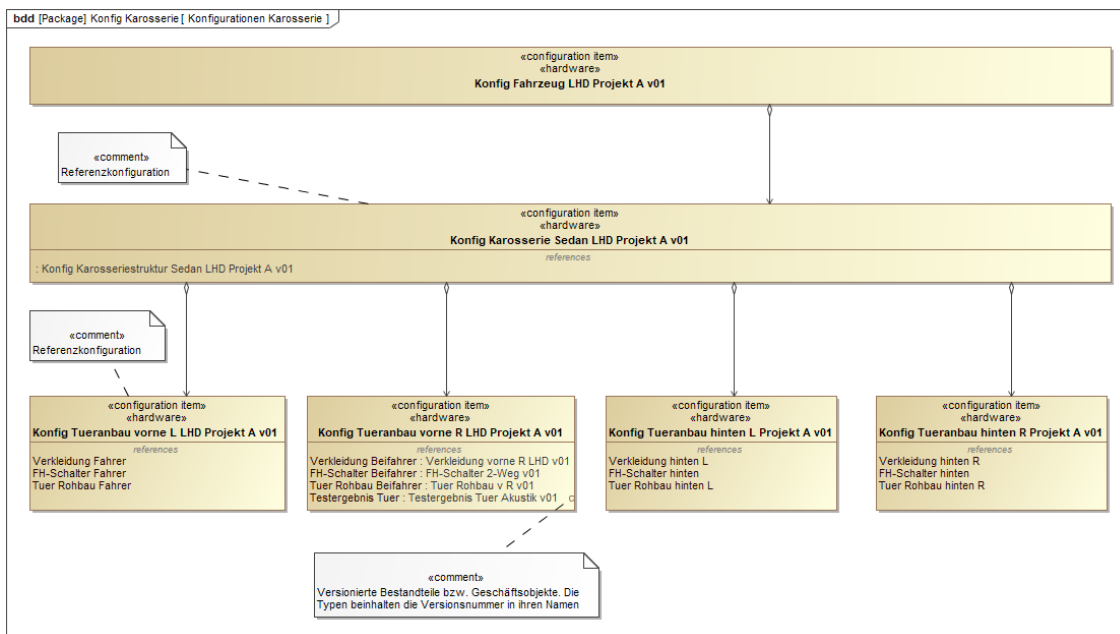 bdd [Package] Konfig Karosserie [ Konfigurationen Karosserie ]
«configuration item»
«hardware»
Konfig Fahrzeug LHD Projekt A v01
«comment»
Referenzkonfiguration
«configuration item»
«hardware»
Konfig Karosserie Sedan LHD Projekt A v01
references
: Konfig Karosseriestruktur Sedan LHD Projekt A v01
«comment»
Referenzkonfiguration
«configuration item»
«hardware»
Konfig Tueranbau vorne L LHD Projekt A v01
references
Verkleidung Fahrer
FH-Schalter Fahrer
Tuer Rohbau Fahrer
«configuration item»
«hardware»
Konfig Tueranbau vorne R LHD Projekt A v01
references
Verkleidung Beifahrer : Verkleidung vorne R LHD v01
FH-Schalter Beifahrer : FH-Schalter 2-Weg v01
Tuer Rohbau Beifahrer : Tuer Rohbau v R v01
Testergebnis Tuer : Testergebnis Tuer Akustik v01
«configuration item»
«hardware»
Konfig Tueranbau hinten L Projekt A v01
references
Verkleidung hinten L
FH-Schalter hinten
Tuer Rohbau hinten L
«configuration item»
«hardware»
Konfig Tueranbau hinten R Projekt A v01
references
Verkleidung hinten R
FH-Schalter hinten
Tuer Rohbau hinten R
«comment»
Versionierte Bestandteile bzw. Geschäftsobjekte. Die
Typen beinhalten die Versionsnummer in ihren Namen